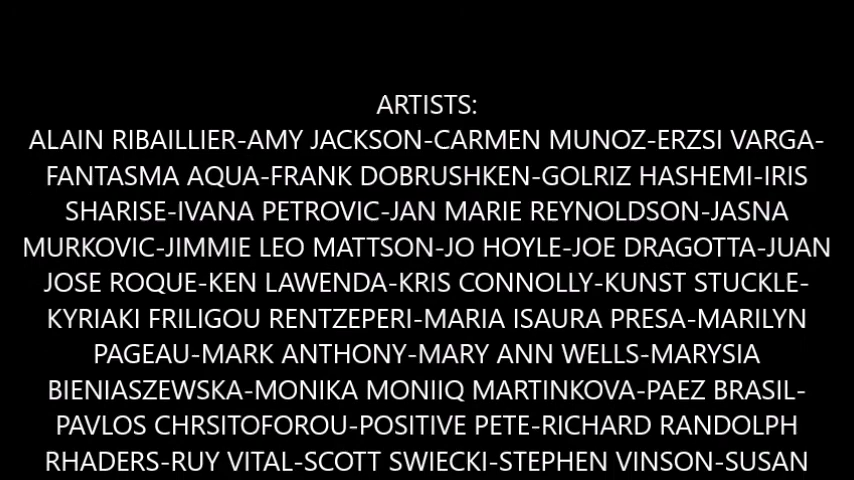 ARTISTS:
ALAIN RIBAILLIER-AMY JACKSON-CARMEN MUNOZ-ERZSI VARGA-
FANTASMA AQUA-FRANK DOBRUSHKEN-GOLRIZ HASHEMI-IRIS
SHARISE-IVANA PETROVIC-JAN MARIE REYNOLDSON-JASNA
MURKOVIC-JIMMIE LEO MATTSON-JO HOYLE-JOE DRAGOTTA-JUAN
JOSE ROQUE-KEN LAWENDA-KRIS CONNOLLY-KUNST STUCKLE-
KYRIAKI FRILIGOU RENTZEPERI-MARIA ISAURA PRESA-MARILYN
PAGEAU-MARK ANTHONY-MARY ANN WELLS-MARYSIA
BIENIASZEWSKA-MONIKA MONIIQ MARTINKOVA-PAEZ BRASIL-
PAVLOS CHRSITOFOROU-POSITIVE PETE-RICHARD RANDOLPH
RHADERS-RUY VITAL-SCOTT SWIECKI-STEPHEN VINSON-SUSAN